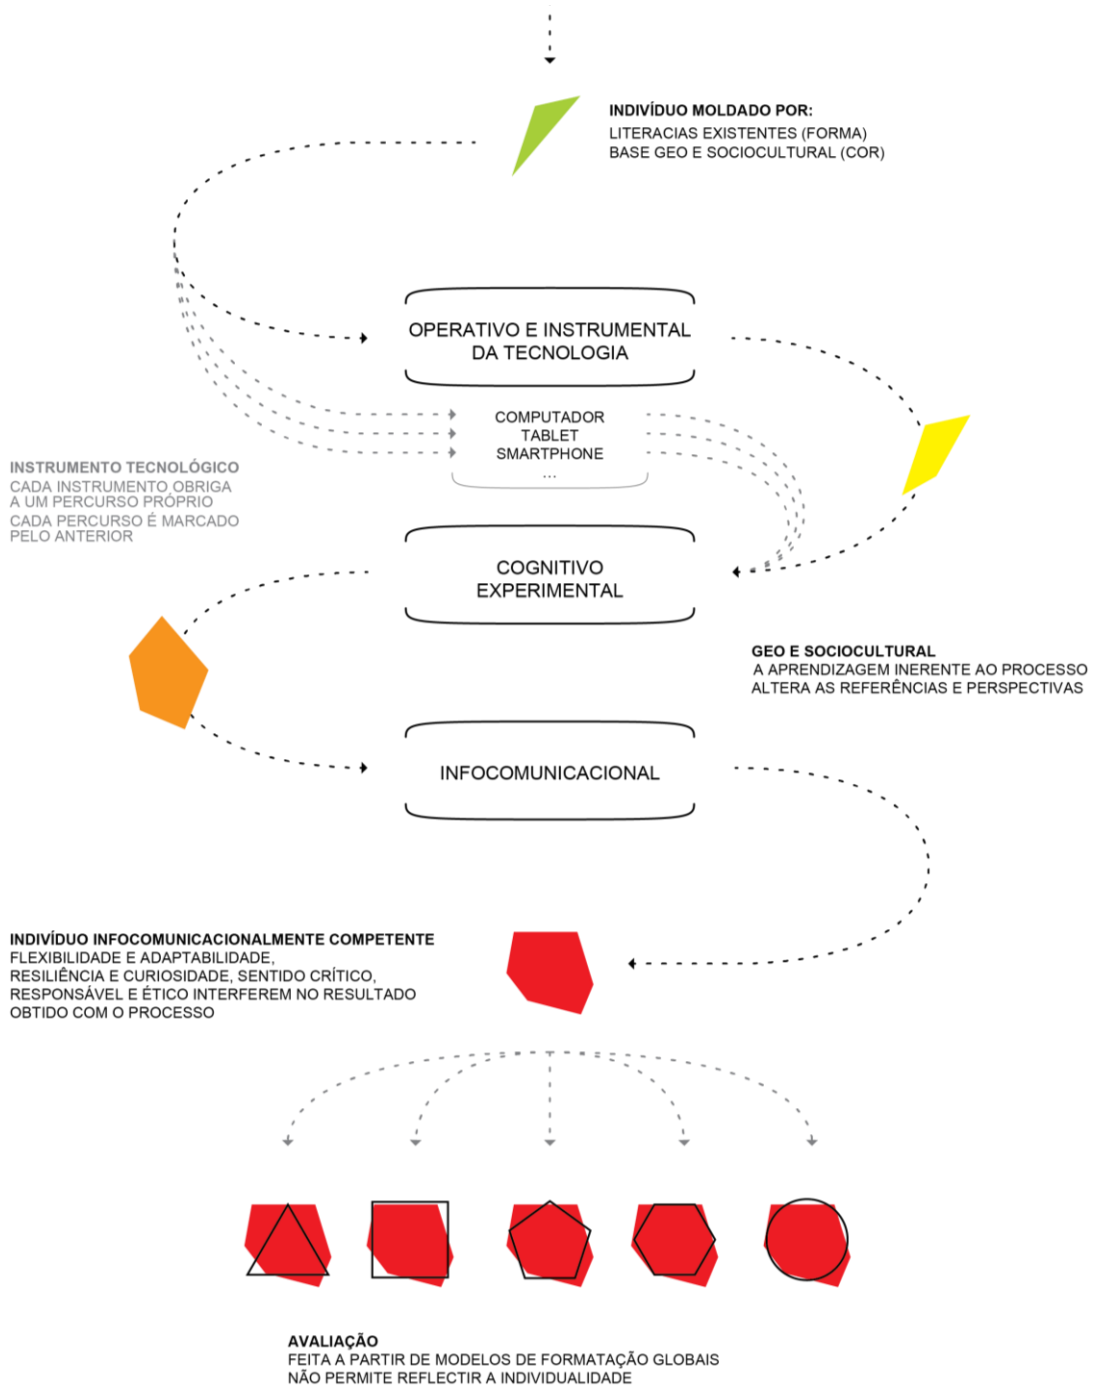 INDIVÍDUO MOLDADO POR:
LITERACIAS EXISTENTES (FORMA)
BASE GEO E SOCIOCULTURAL (COR)
OPERATIVO E INSTRUMENTAL
DA TECNOLOGIA
COMPUTADOR
TABLET
SMARTPHONE
...
INSTRUMENTO TECNOLÓGICO
CADA INSTRUMENTO OBRIGA
A UM PERCURSO PRÓPRIO
CADA PERCURSO É MARCADO
PELO ANTERIOR
COGNITIVO
EXPERIMENTAL
GEO E SOCIOCULTURAL
A APRENDIZAGEM INERENTE AO PROCESSO
ALTERA AS REFERÊNCIAS E PERSPECTIVAS
INFOCOMUNICACIONAL
INDIVÍDUO INFOCOMUNICACIONALMENTE COMPETENTE
FLEXIBILIDADE E ADAPTABILIDADE,
RESILIÊNCIA E CURIOSIDADE, SENTIDO CRÍTICO,
RESPONSÁVEL E ÉTICO INTERFEREM NO RESULTADO
OBTIDO COM O PROCESSO
AVALIAÇÃO
FEITA A PARTIR DE MODELOS DE FORMATAÇÃO GLOBAIS
NÃO PERMITE REFLECTIR A INDIVIDUALIDADE